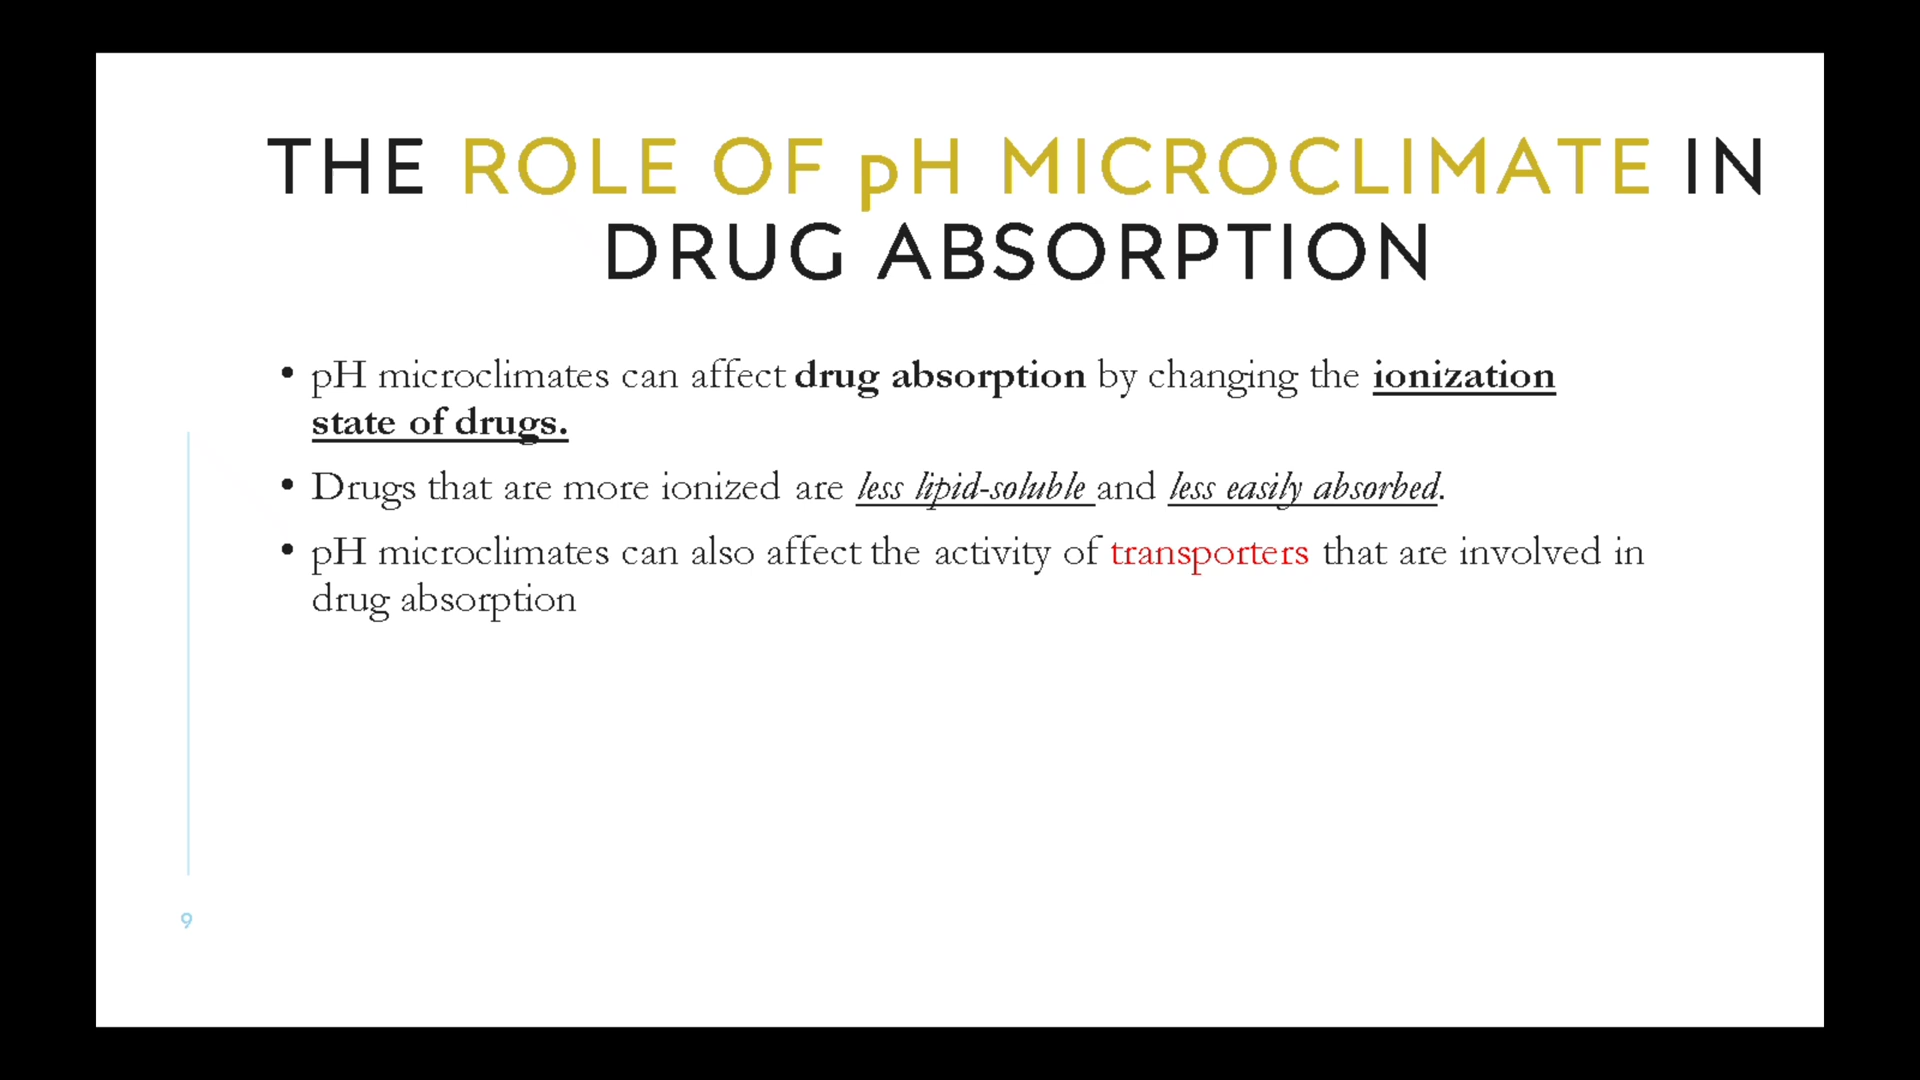 THE ROLE OF pH MICROCLIMATE IN
DRUG ABSORPTION
• pH microclimates can affect drug absorption by changing the ionization
state of drugs.
• Drugs that are more ionized are less lipid-soluble and less easily absorbed.
• pH microclimates can also affect the activity of transporters that are involved in
drug absorption
9